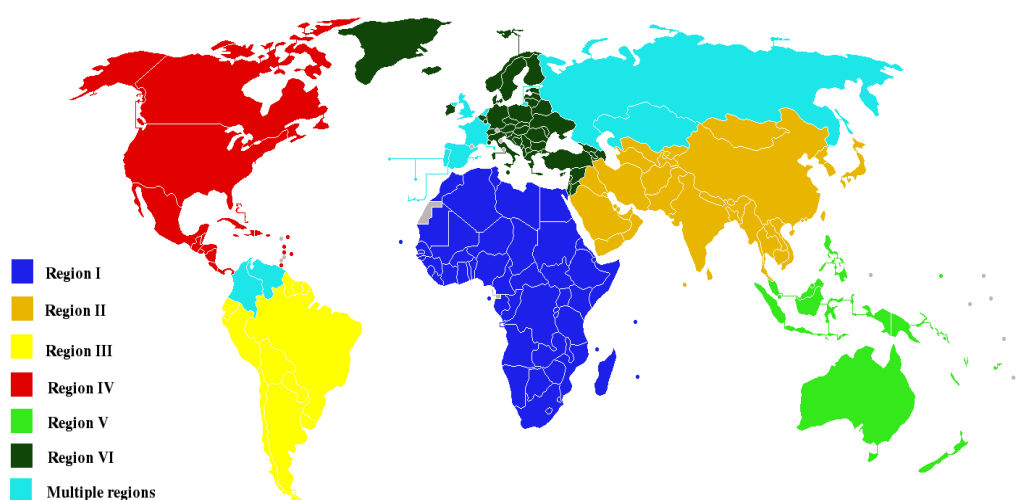 Region I
Region II
Region III
Region IV
Region V
Region VI
Multiple regions